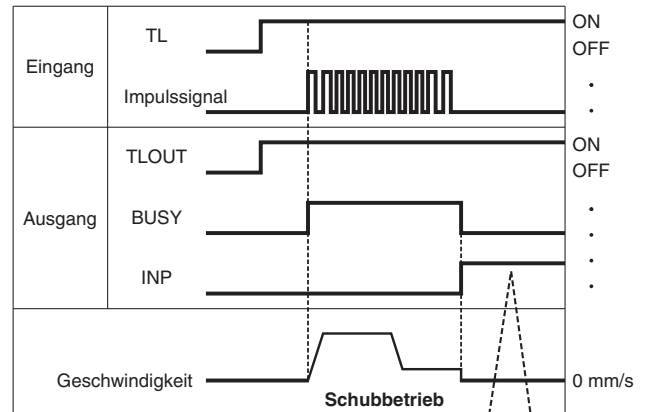 Eingang
TL
ON
OFF
Impulssignal
Ausgang
TLOUT
ON
OFF
BUSY
INP
Geschwindigkeit
0 mm/s
Schubbetrieb